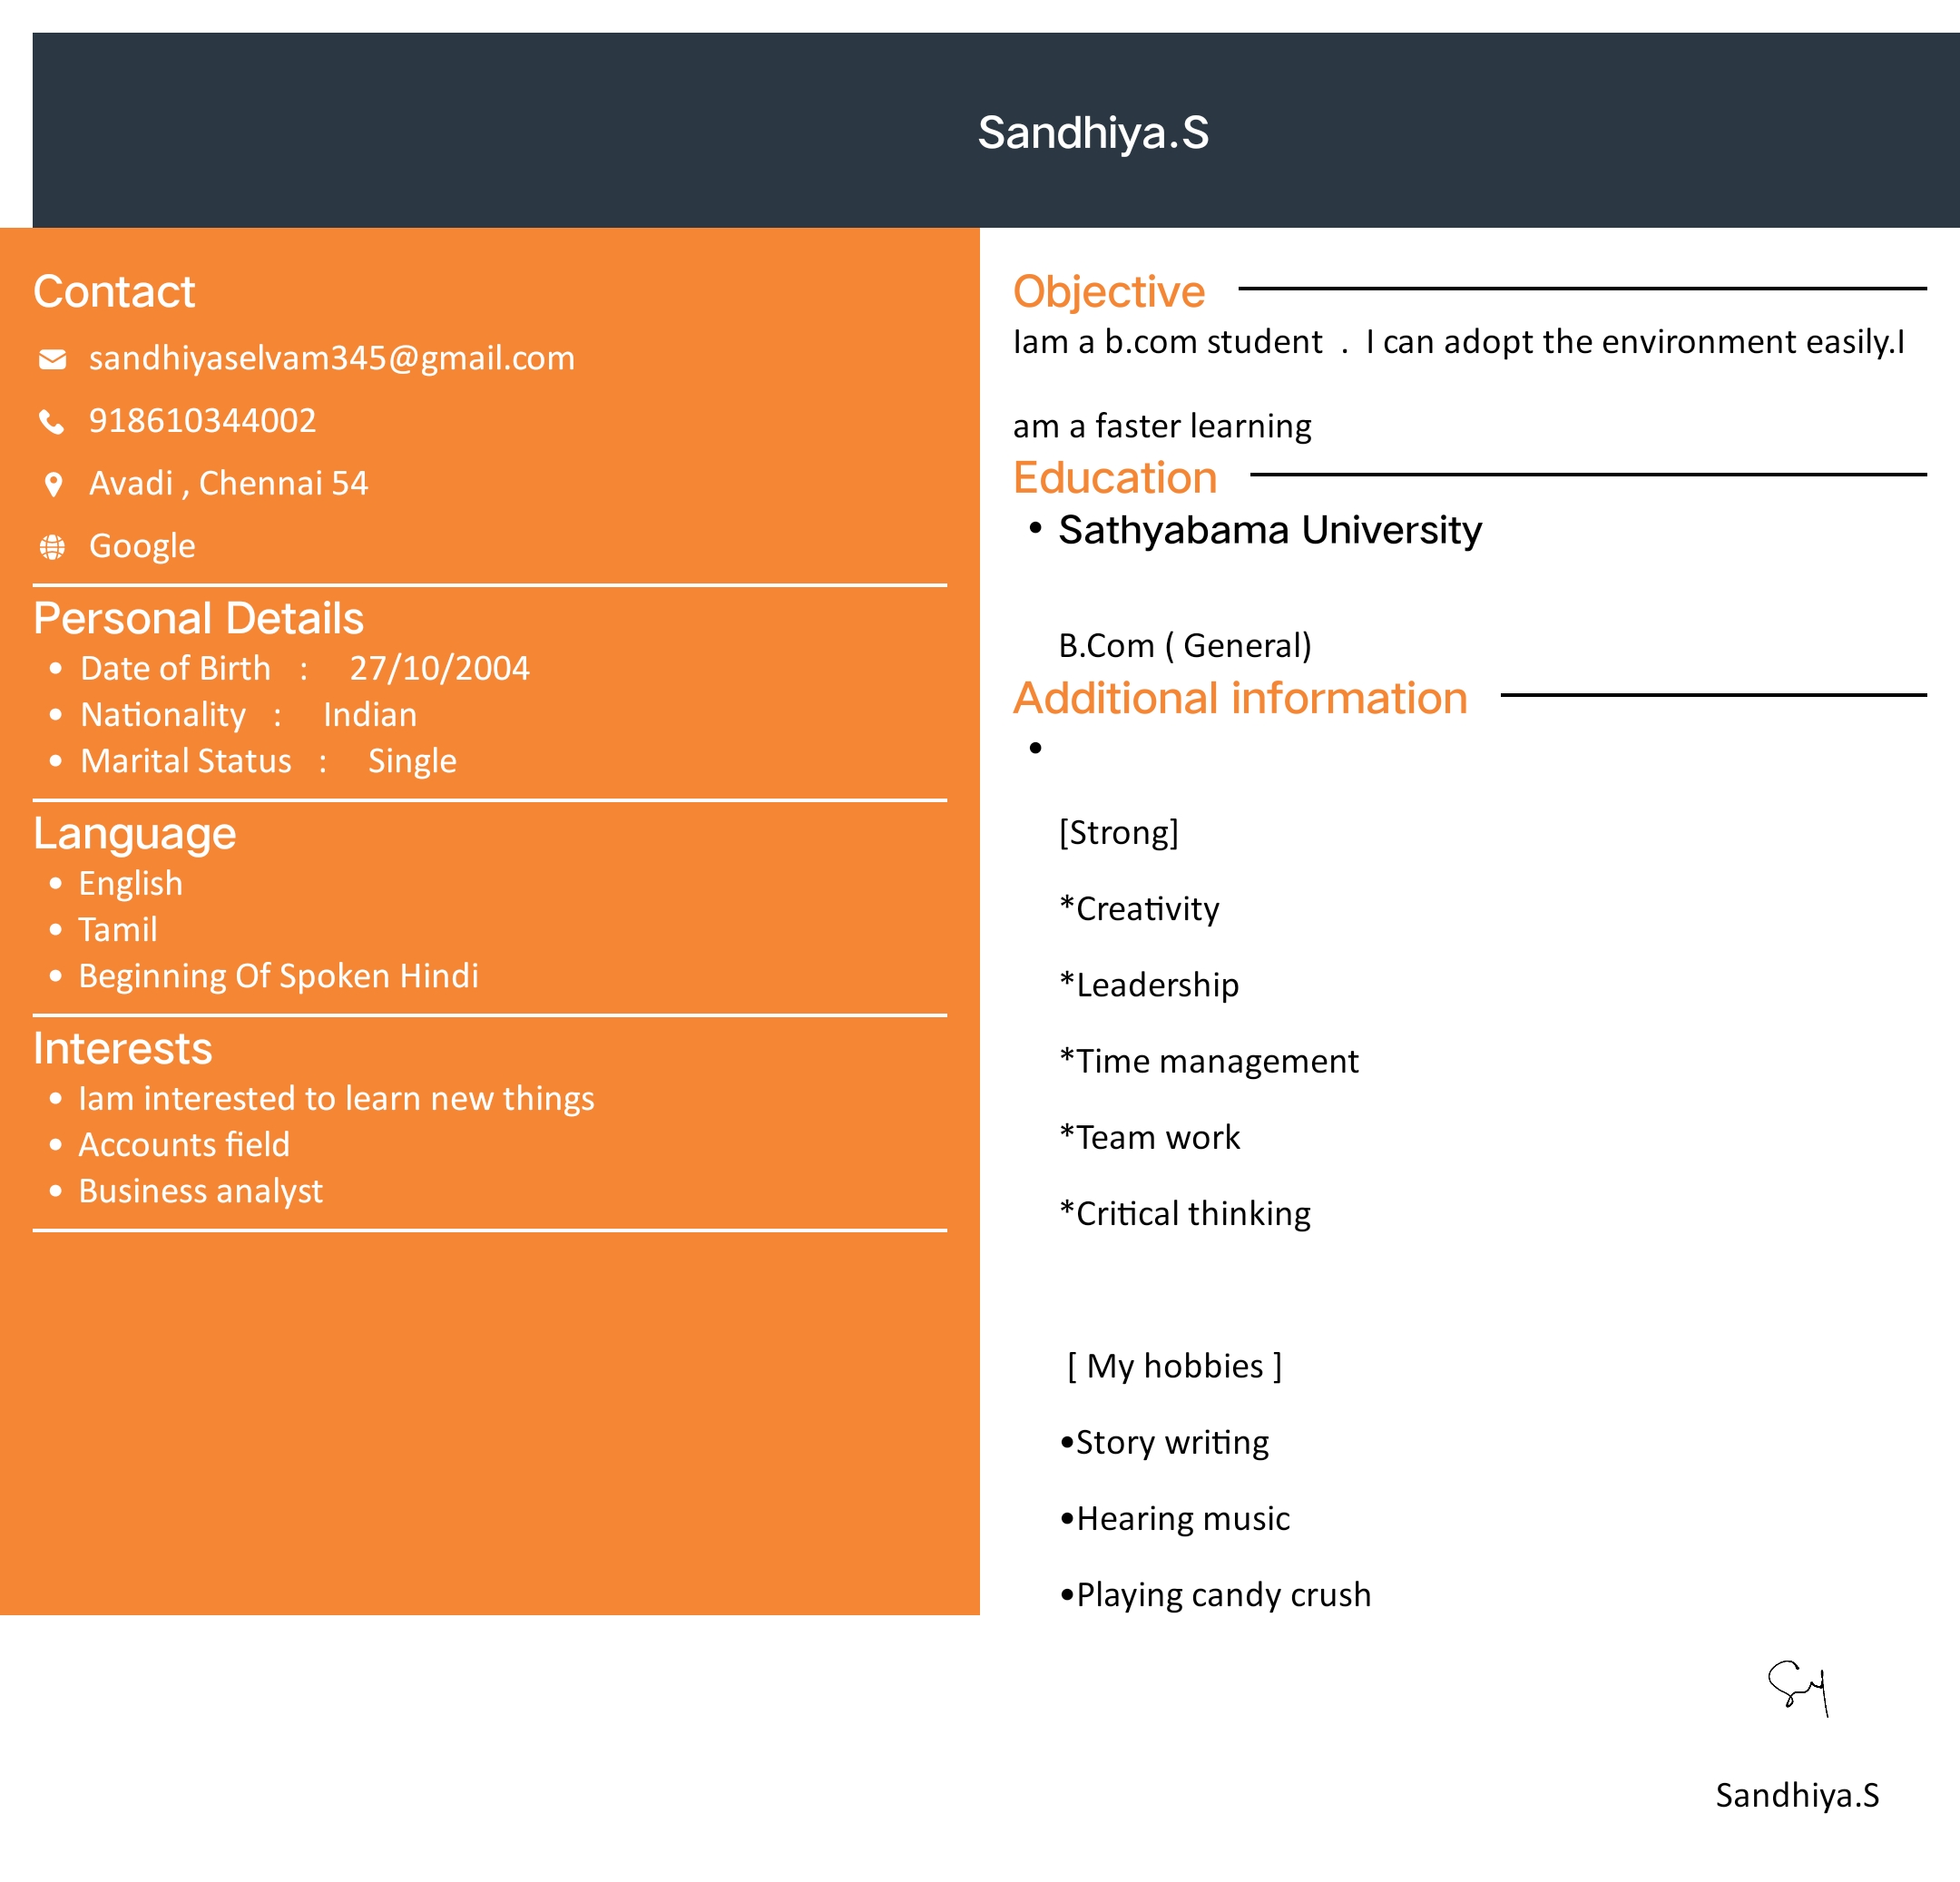 Sandhiya.S
Contact
sandhiyaselvam345@gmail.com
918610344002
Avadi , Chennai 54
Google
Personal Details
• Date of Birth : 27/10/2004
• Nationality : Indian
• Marital Status : Single
Language
• English
• Tamil
• Beginning Of Spoken Hindi
Interests
• Iam interested to learn new things
• Accounts field
• Business analyst
Objective
Iam a b.com student . I can adopt the environment easily.I
am a faster learning
Education
• Sathyabama University
B.Com ( General)
Additional information
•
[Strong]
*Creativity
*Leadership
*Time management
*Team work
*Critical thinking
[ My hobbies ]
•Story writing
•Hearing music
•Playing candy crush
Sandhiya.S